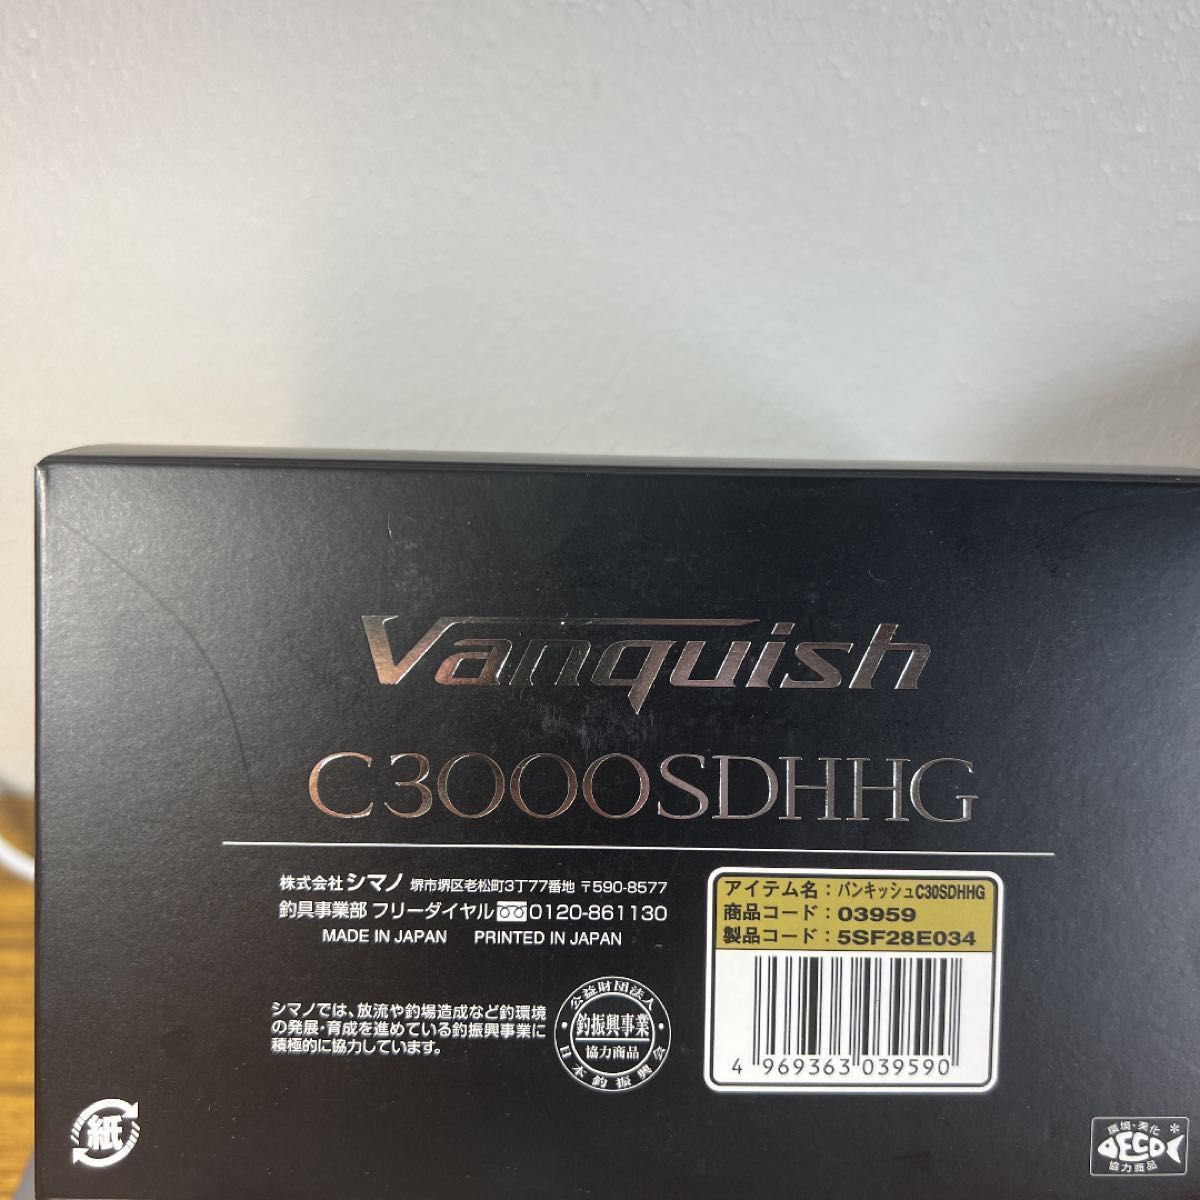 Vanquish
C3000SDHHG
株式会社シマノ 堺市堺区老松町3丁77番地 〒590-8577
釣具事業部 フリーダイヤル 0120-861130
MADE IN JAPAN PRINTED IN JAPAN
シマノでは、放流や釣場造成など釣環境
の発展・育成を進めている釣振興事業に
積極的に協力しています。
公益財団法人
釣振興事業
協力商品
日本釣振興会
アイテム名：バンキッシュC30SDHHG
商品コード：03959
製品コード：5SF28E034
4 969363 039590
紙
環境・美化
ECO
協力商品